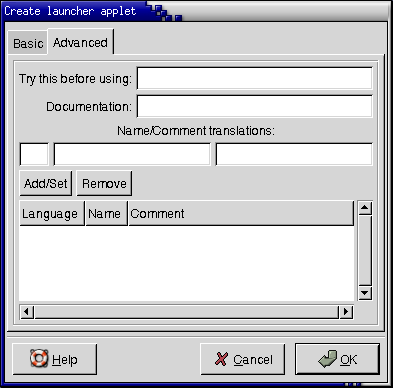 Create launcher applet
Basic Advanced
Try this before using:
Documentation:
Name/Comment translations:
Add/Set Remove
Language Name Comment
Help Cancel OK